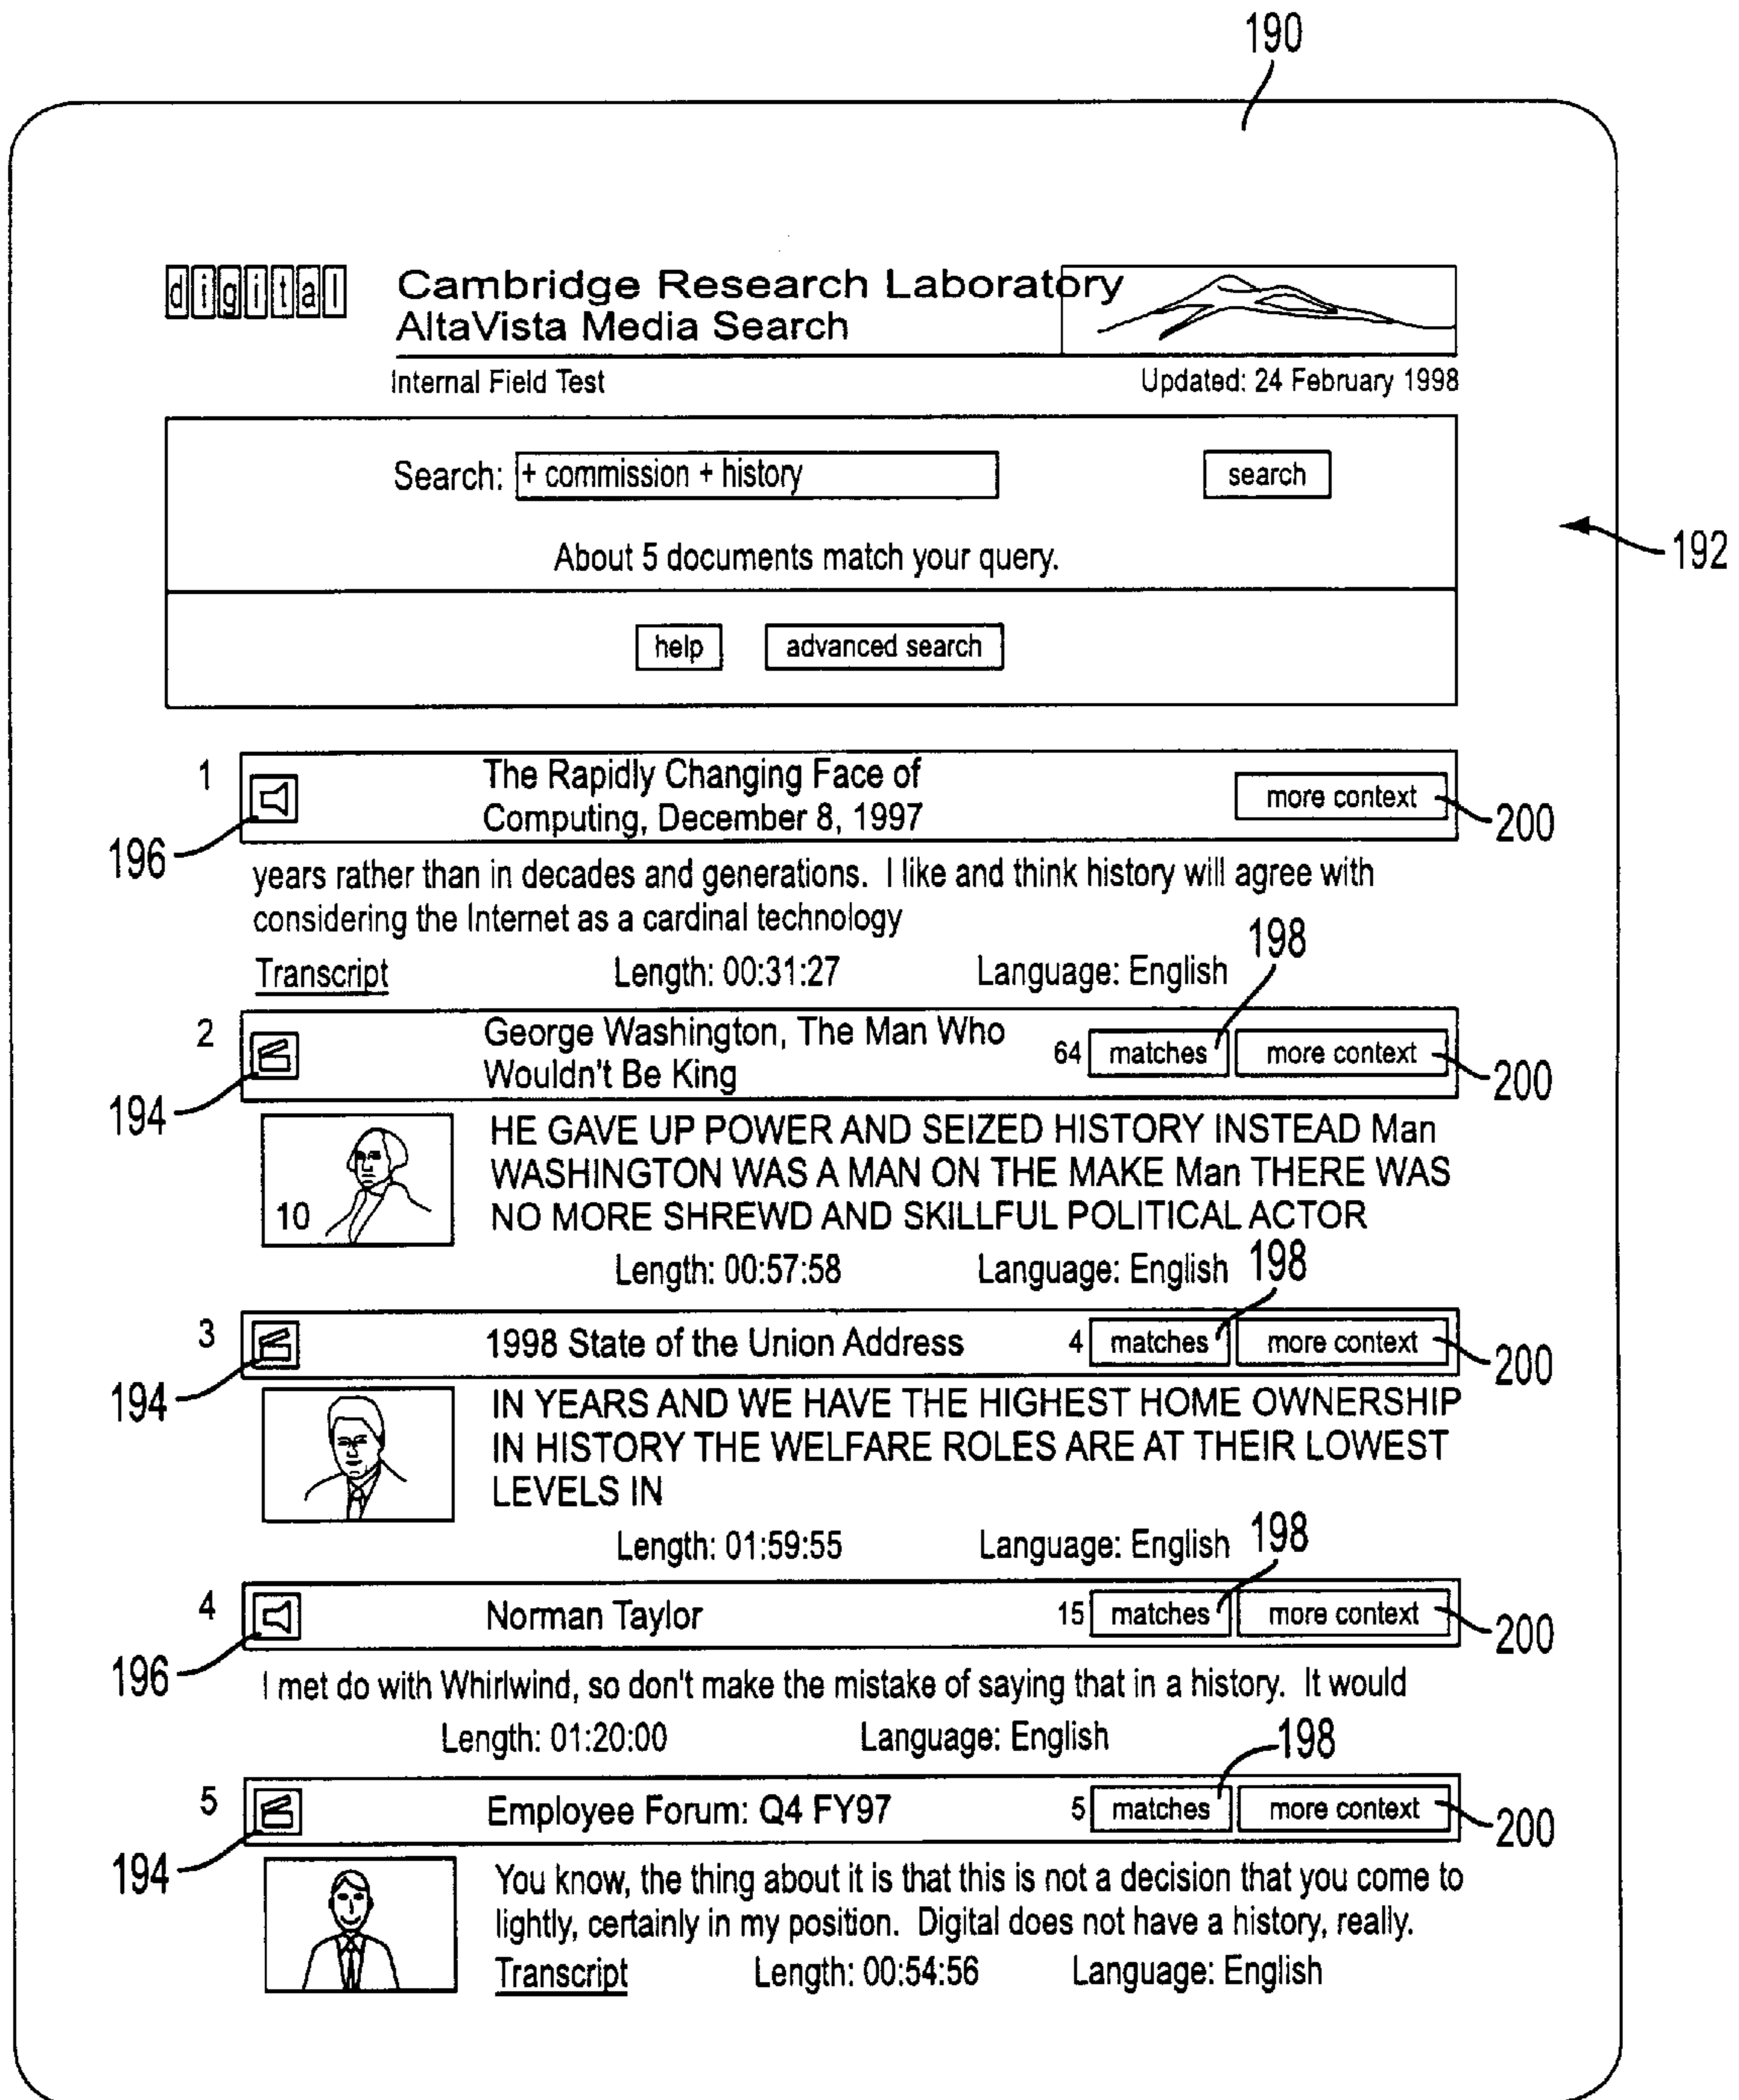 190
digital
Cambridge Research Laboratory
AltaVista Media Search
Internal Field Test
Updated: 24 February 1998
Search: + commission + history
search
192
About 5 documents match your query.
help
advanced search
1
The Rapidly Changing Face of
Computing, December 8, 1997
more context
200
196
years rather than in decades and generations. I like and think history will agree with
considering the Internet as a cardinal technology
198
Transcript Length: 00:31:27 Language: English
2
George Washington, The Man Who
Wouldn't Be King
64 matches
more context
200
194
10
HE GAVE UP POWER AND SEIZED HISTORY INSTEAD Man
WASHINGTON WAS A MAN ON THE MAKE Man THERE WAS
NO MORE SHREWD AND SKILLFUL POLITICAL ACTOR
Length: 00:57:58 Language: English
198
3
1998 State of the Union Address
4 matches
more context
200
194
IN YEARS AND WE HAVE THE HIGHEST HOME OWNERSHIP
IN HISTORY THE WELFARE ROLES ARE AT THEIR LOWEST
LEVELS IN
Length: 01:59:55 Language: English
198
4
Norman Taylor
15 matches
more context
200
196
I met do with Whirlwind, so don't make the mistake of saying that in a history. It would
Length: 01:20:00 Language: English
198
5
Employee Forum: Q4 FY97
5 matches
more context
200
194
You know, the thing about it is that this is not a decision that you come to
lightly, certainly in my position. Digital does not have a history, really.
Transcript Length: 00:54:56 Language: English